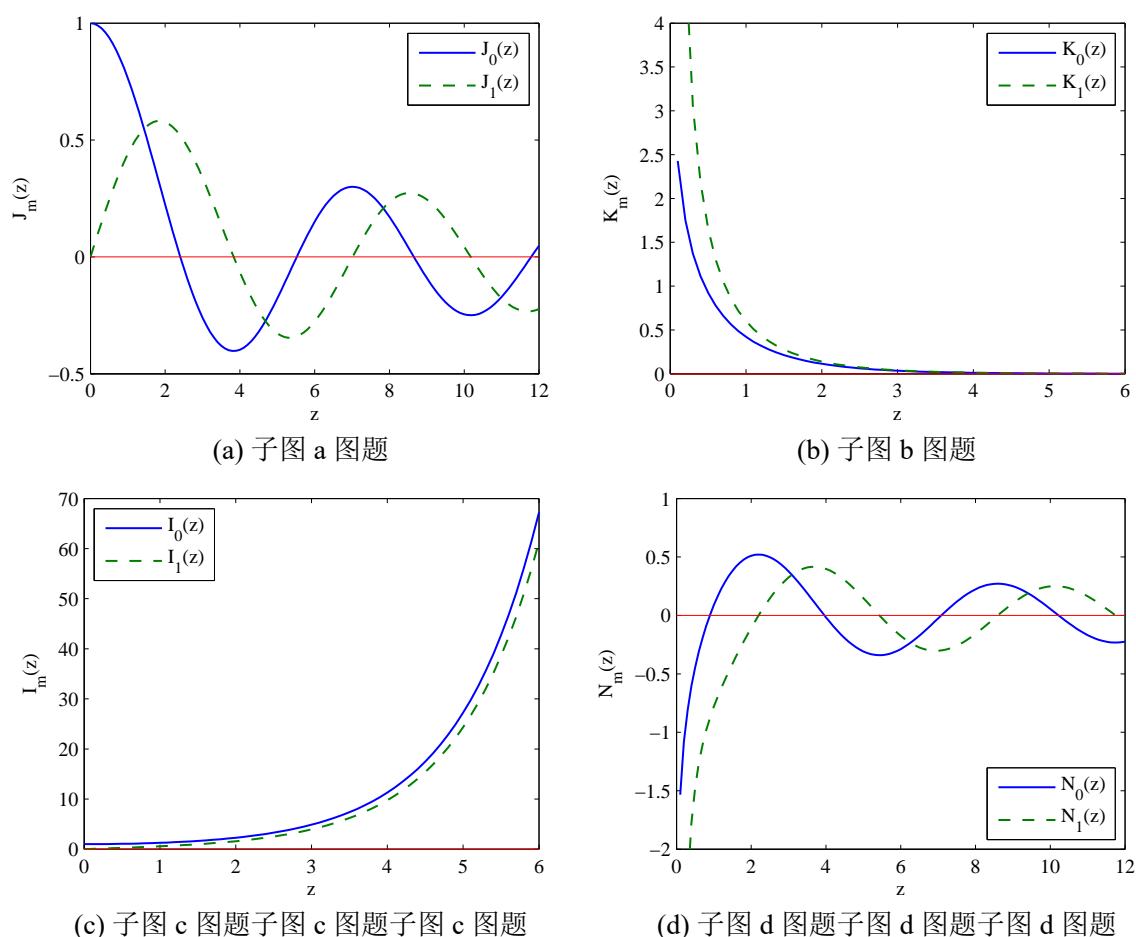 1
0.5
0
−0.5
0 2 4 6 8 10 12
J_m(z)
z
J_0(z)
J_1(z)
(a) 子图 a 图题
4
3.5
3
2.5
2
1.5
1
0.5
0
0 1 2 3 4 5 6
K_m(z)
z
K_0(z)
K_1(z)
(b) 子图 b 图题
70
60
50
40
30
20
10
0
0 1 2 3 4 5 6
I_m(z)
z
I_0(z)
I_1(z)
(c) 子图 c 图题子图 c 图题子图 c 图题
1
0.5
0
−0.5
−1
−1.5
−2
0 2 4 6 8 10 12
N_m(z)
z
N_0(z)
N_1(z)
(d) 子图 d 图题子图 d 图题子图 d 图题